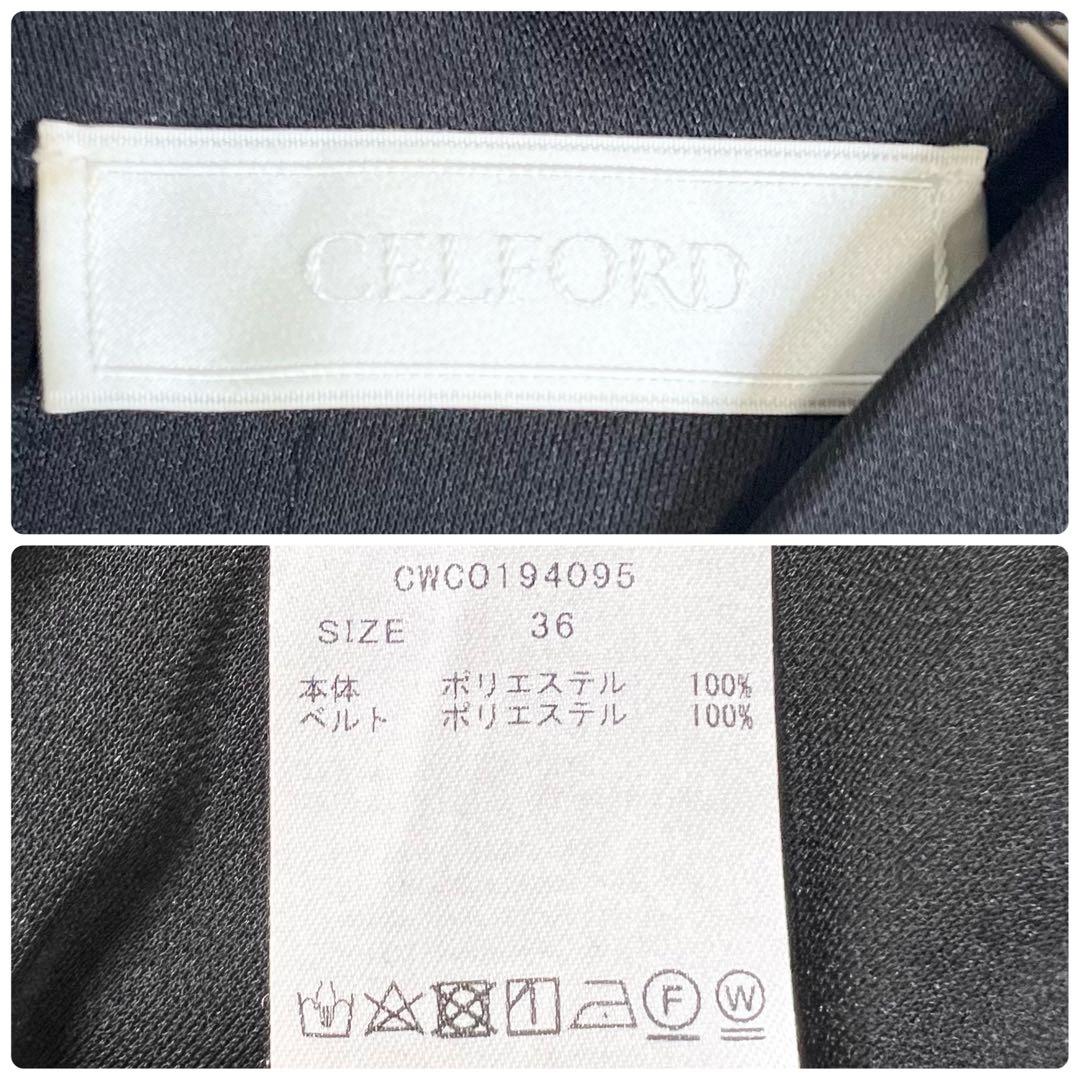 CELFORD
CWCO194095
SIZE 36
本体 ポリエステル 100%
ベルト ポリエステル 100%
F W